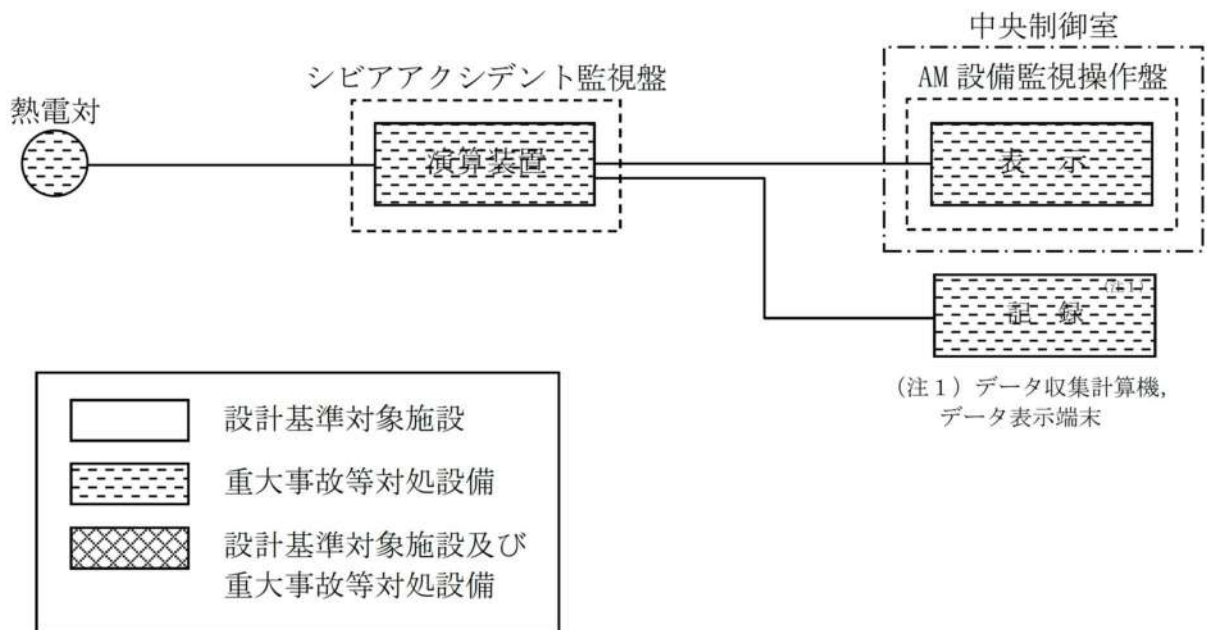 中央制御室
シビアアクシデント監視盤
AM 設備監視操作盤
熱電対
演算装置
表　示
(注1)
記　録
(注１) データ収集計算機,
データ表示端末
設計基準対象施設
重大事故等対処設備
設計基準対象施設及び
重大事故等対処設備